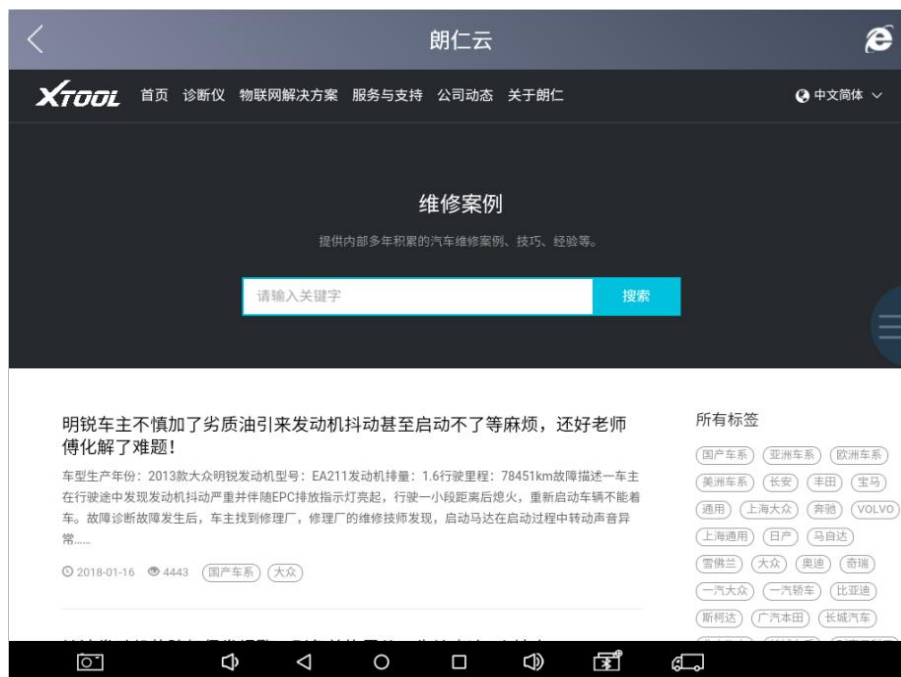 朗仁云
XTOOL 首页 诊断仪 物联网解决方案 服务与支持 公司动态 关于朗仁 中文简体
维修案例
提供内部多年积累的汽车维修案例、技巧、经验等。
请输入关键字 搜索
明锐车主不慎加了劣质油引来发动机抖动甚至启动不了等麻烦，还好老师
傅化解了难题！
车型生产年份：2013款大众明锐发动机型号：EA211发动机排量：1.6行驶里程：78451km故障描述一车主
在行驶途中发现发动机抖动严重并伴随EPC排放指示灯亮起，行驶一小段距离后熄火，重新启动车辆不能着
车。故障诊断故障发生后，车主找到修理厂，修理厂的维修技师发现，启动马达在启动过程中转动声音异
常......
2018-01-16 4443 国产车系 大众
所有标签
国产车系 亚洲车系 欧洲车系
美洲车系 长安 丰田 宝马
通用 上海大众 奔驰 VOLVO
上海通用 日产 马自达
雪佛兰 大众 奥迪 奇瑞
一汽大众 一汽轿车 比亚迪
斯柯达 广汽本田 长城汽车